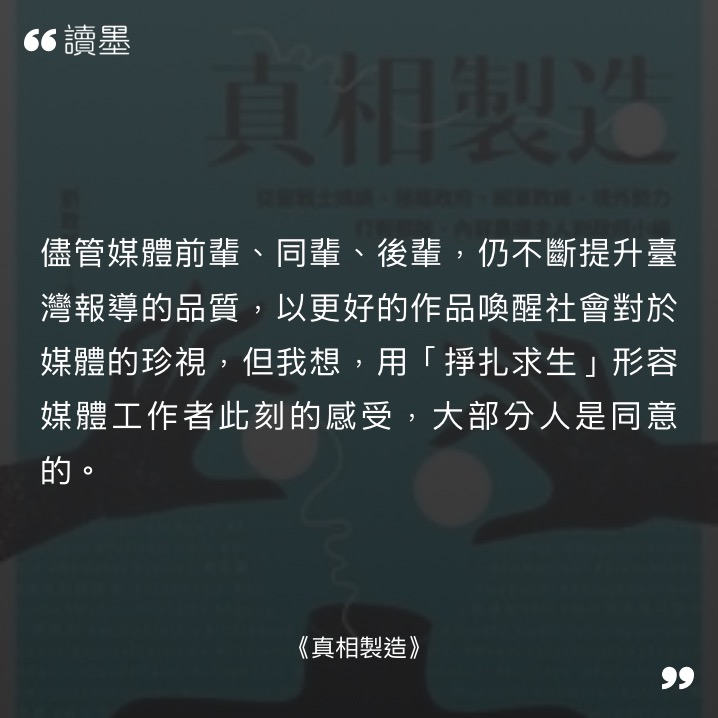 讀墨
真相製造
儘管媒體前輩、同輩、後輩，仍不斷提升臺
灣報導的品質，以更好的作品喚醒社會對於
媒體的珍視，但我想，用「掙扎求生」形容
媒體工作者此刻的感受，大部分人是同意
的。
《真相製造》